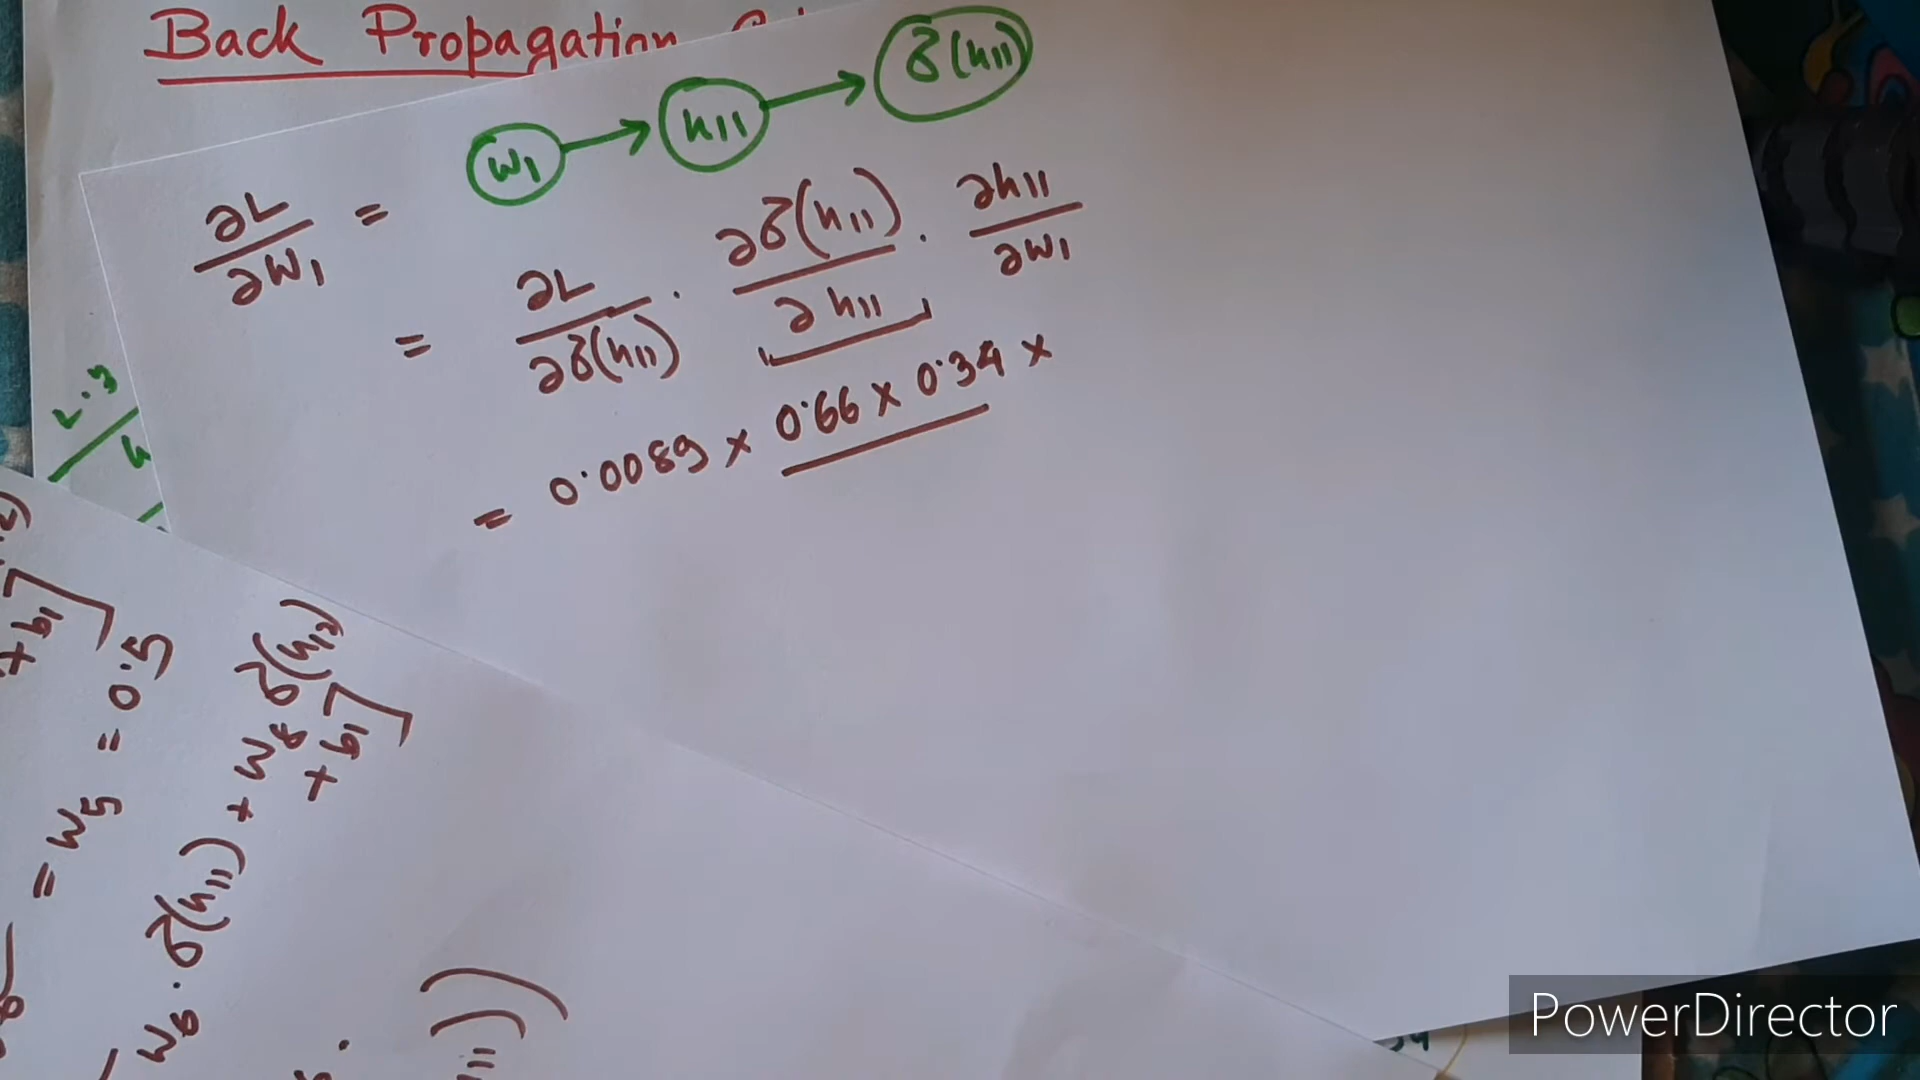 Back Propagation
w1 → h11 → σ(h11)
∂L/∂w1 =
= ∂L/∂σ(h11) · ∂σ(h11)/∂h11 · ∂h11/∂w1
= 0.0089 × 0.66 × 0.34 ×
+ b1]
= w5 = 0.5
w6 · σ(h11) + w8 σ(h12)
+ b1]
PowerDirector